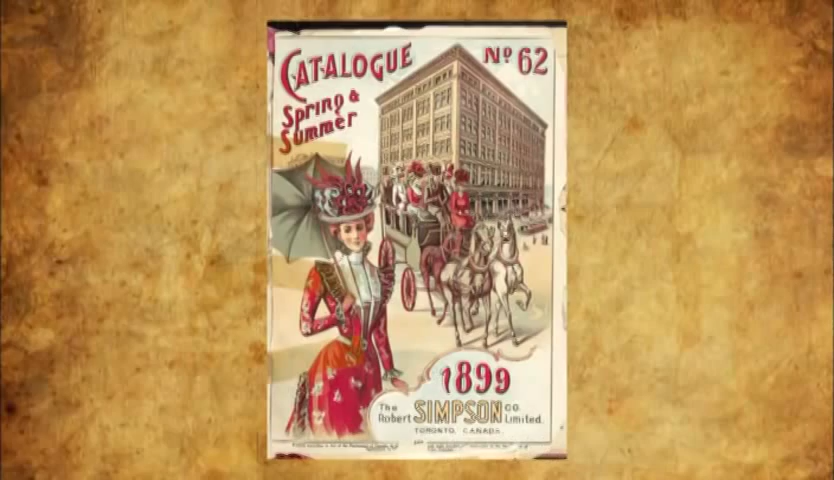 CATALOGUE
Nº 62
Spring &
Summer
1899
The Robert SIMPSON CO. Limited.
TORONTO, CANADA.